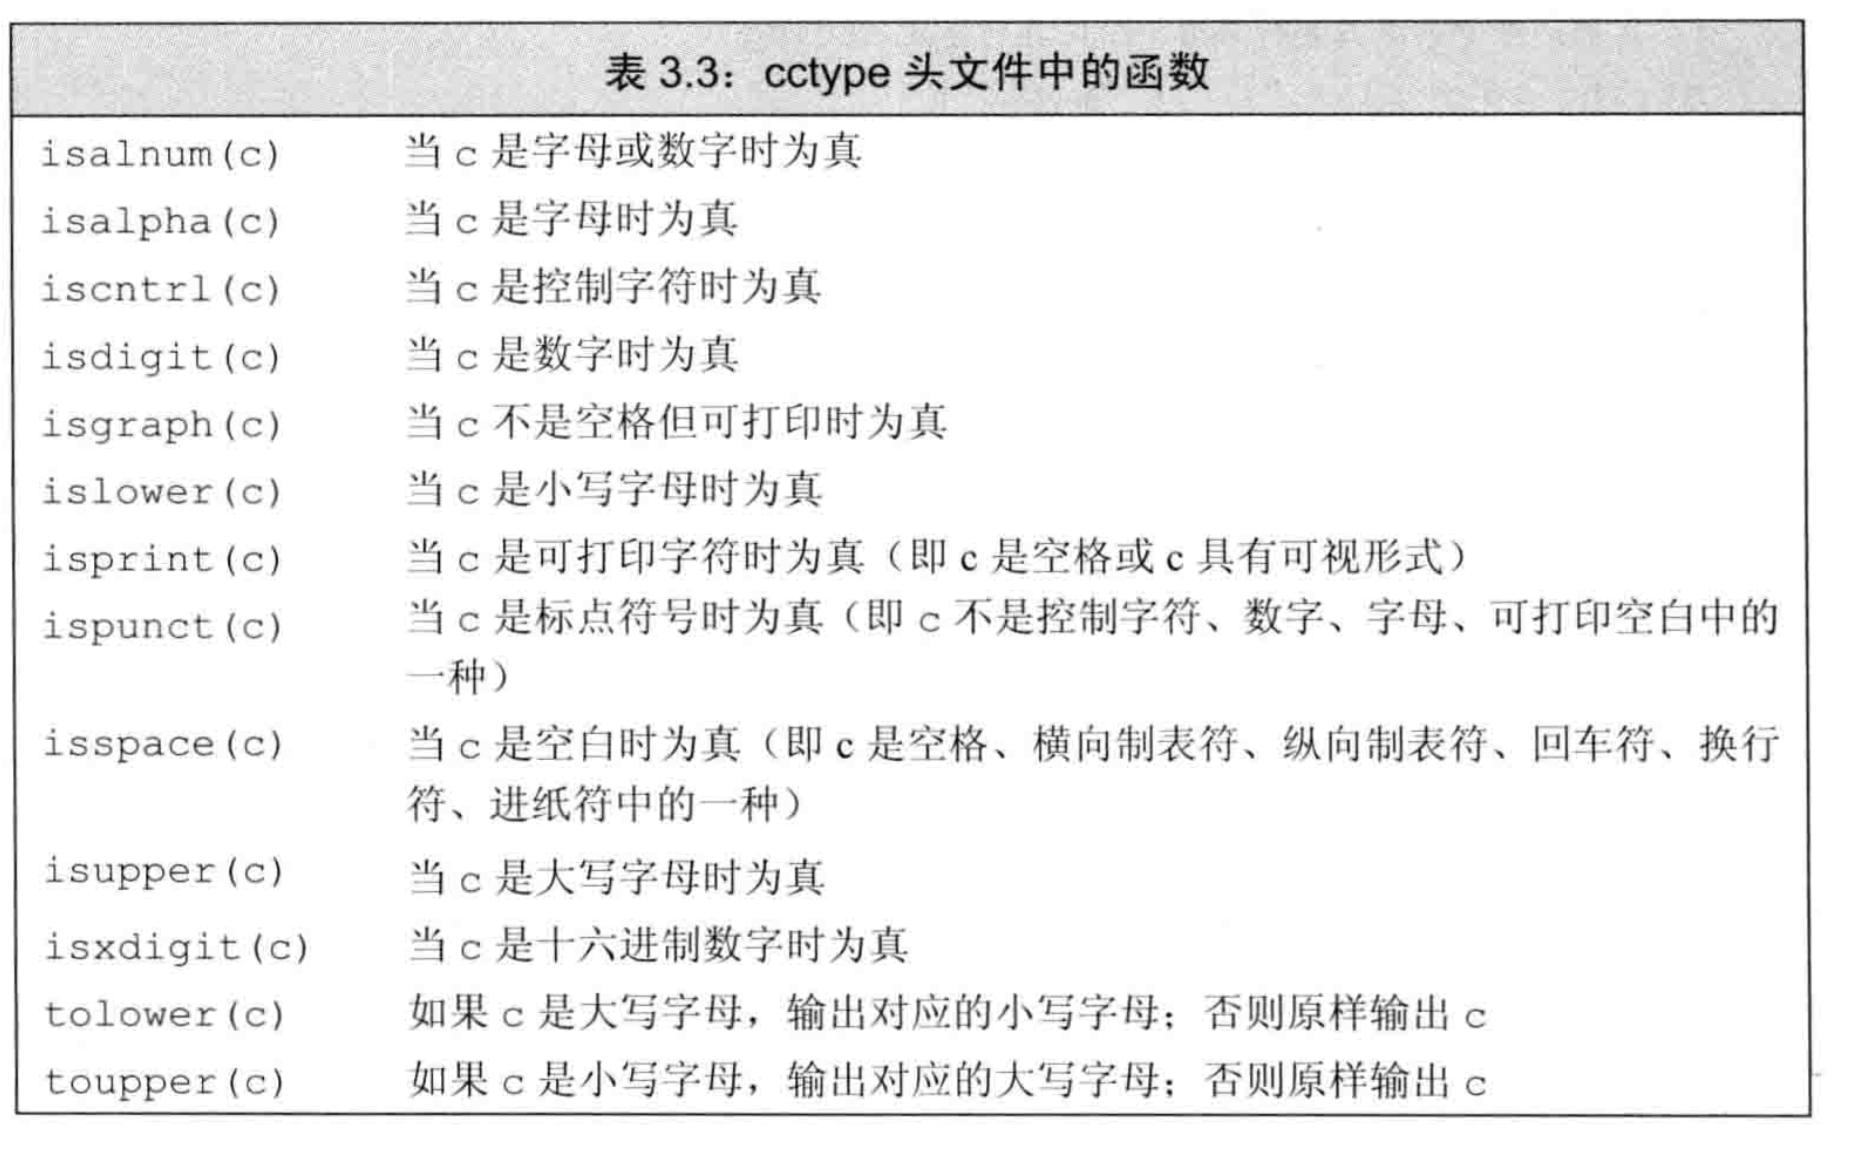 表 3.3：cctype 头文件中的函数
isalnum(c) 当 c 是字母或数字时为真
isalpha(c) 当 c 是字母时为真
iscntrl(c) 当 c 是控制字符时为真
isdigit(c) 当 c 是数字时为真
isgraph(c) 当 c 不是空格但可打印时为真
islower(c) 当 c 是小写字母时为真
isprint(c) 当 c 是可打印字符时为真（即 c 是空格或 c 具有可视形式）
ispunct(c) 当 c 是标点符号时为真（即 c 不是控制字符、数字、字母、可打印空白中的
一种）
isspace(c) 当 c 是空白时为真（即 c 是空格、横向制表符、纵向制表符、回车符、换行
符、进纸符中的一种）
isupper(c) 当 c 是大写字母时为真
isxdigit(c) 当 c 是十六进制数字时为真
tolower(c) 如果 c 是大写字母，输出对应的小写字母；否则原样输出 c
toupper(c) 如果 c 是小写字母，输出对应的大写字母；否则原样输出 c